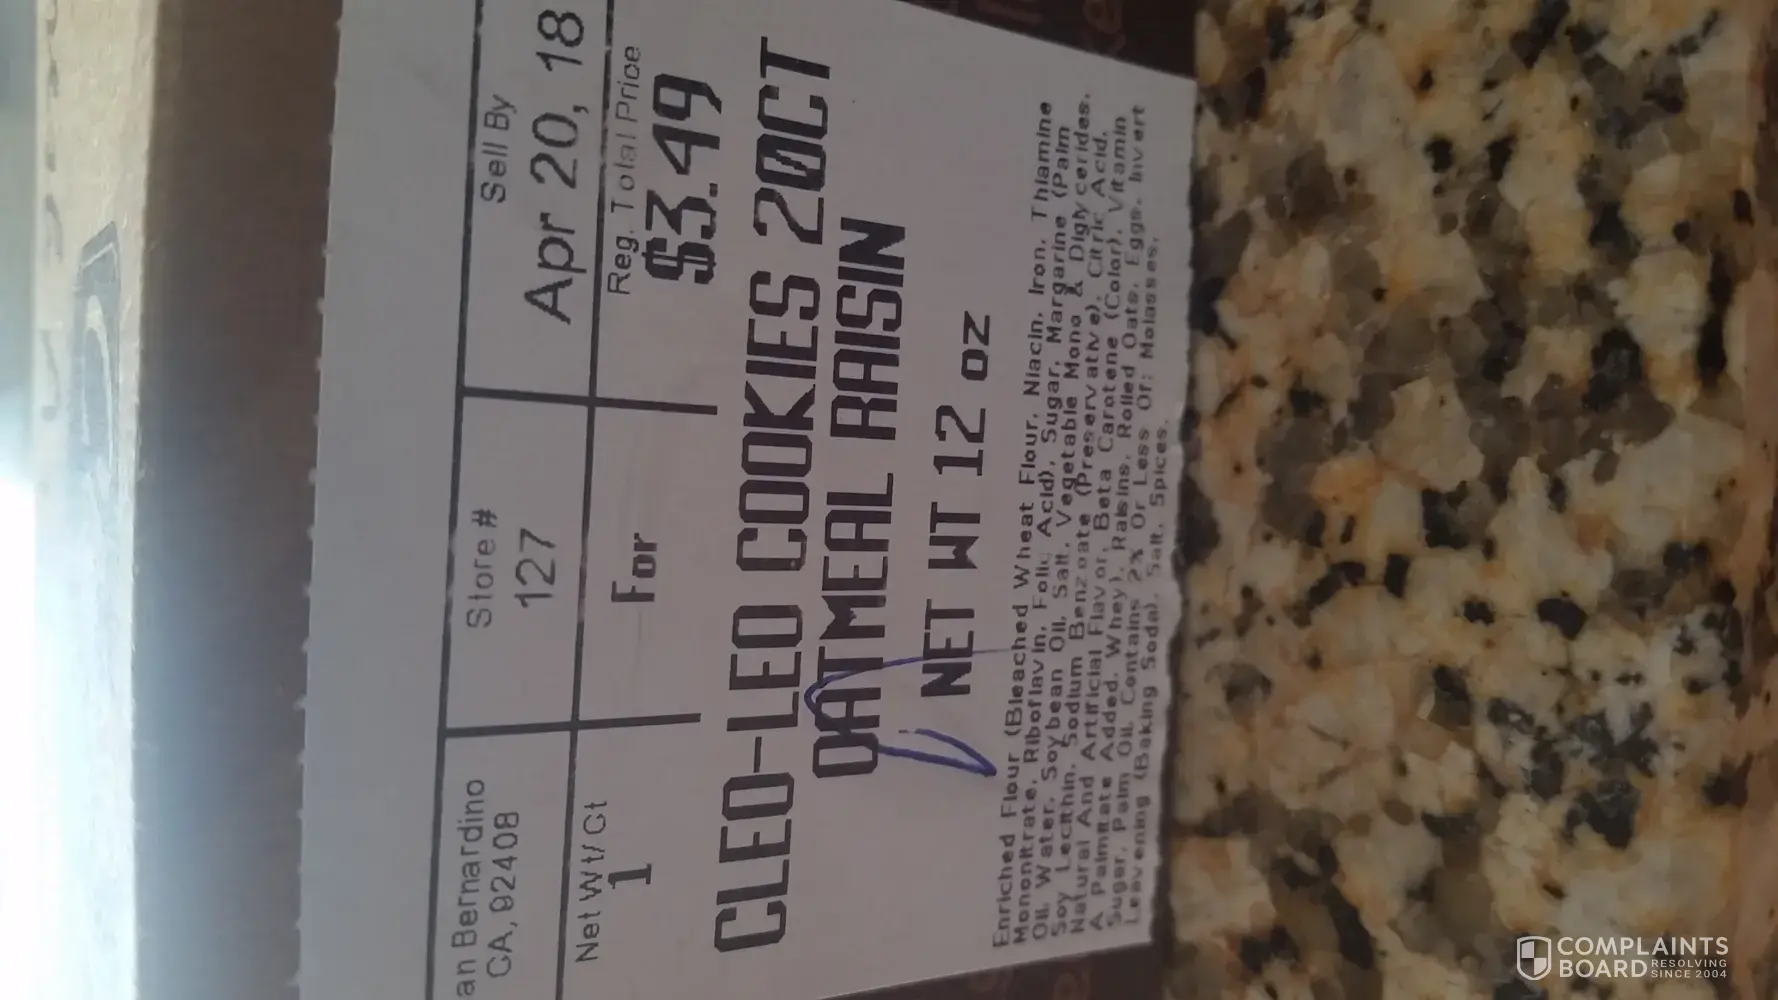 an Bernardino
CA, 92408
Store #
127
Sell By
Apr 20, 18
Net Wt/Ct
1
For
Reg. Total Price
$3.49
CLEO-LEO COOKIES 20CT
OATMEAL RAISIN
NET WT 12 oz
Enriched Flour (Bleached Wheat Flour, Niacin, Iron, Thiamine
Mononitrate, Riboflavin, Folic Acid), Sugar, Margarine (Palm
Oil, Water, Soybean Oil, Salt, Vegetable Mono & Diglycerides,
Soy Lecithin, Sodium Benzoate (Preservative), Citric Acid,
Natural And Artificial Flavor, Beta Carotene (Color), Vitamin
A Palmitate Added, Whey), Raisins, Rolled Oats, Eggs, Invert
Sugar, Palm Oil, Contains 2% Or Less Of: Molasses,
Leavening (Baking Soda), Salt, Spices.
COMPLAINTS
BOARD RESOLVING SINCE 2004